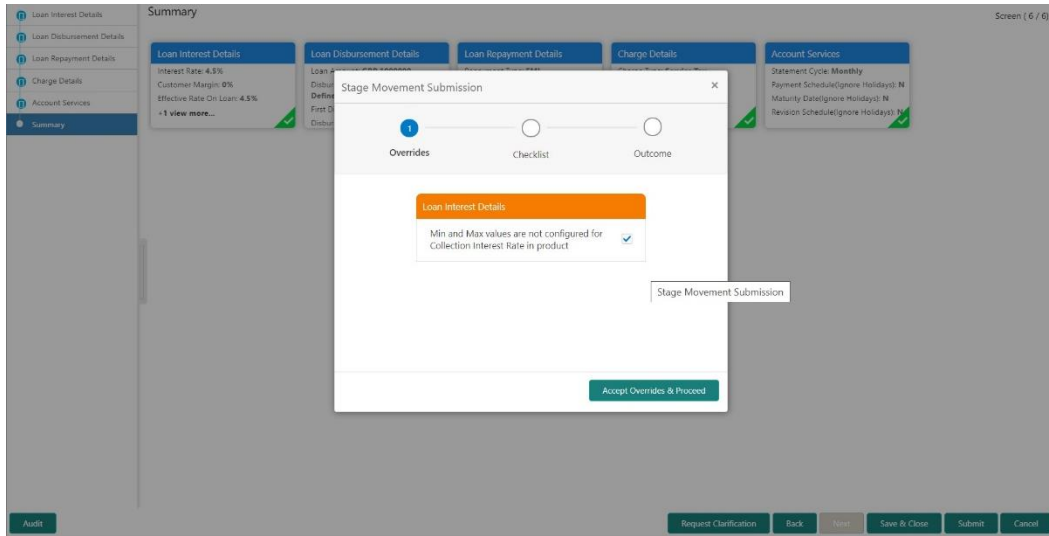 Loan Interest Details
Loan Disbursement Details
Loan Repayment Details
Charge Details
Account Services
Summary
Summary
Screen ( 6 / 6)
Loan Interest Details
Interest Rate: 4.5%
Customer Margin: 0%
Effective Rate On Loan: 4.5%
+1 view more...
Loan Disbursement Details
Loan
Disbur
Define
First D
Disbur
Loan Repayment Details
Charge Details
Account Services
Statement Cycle: Monthly
Payment Schedule(Ignore Holidays): N
Maturity Date(Ignore Holidays): N
Revision Schedule(Ignore Holidays): N
Stage Movement Submission
×
1
Overrides
Checklist
Outcome
Loan Interest Details
Min and Max values are not configured for
Collection Interest Rate in product
Stage Movement Submission
Accept Overrides & Proceed
Audit
Request Clarification
Back
Next
Save & Close
Submit
Cancel